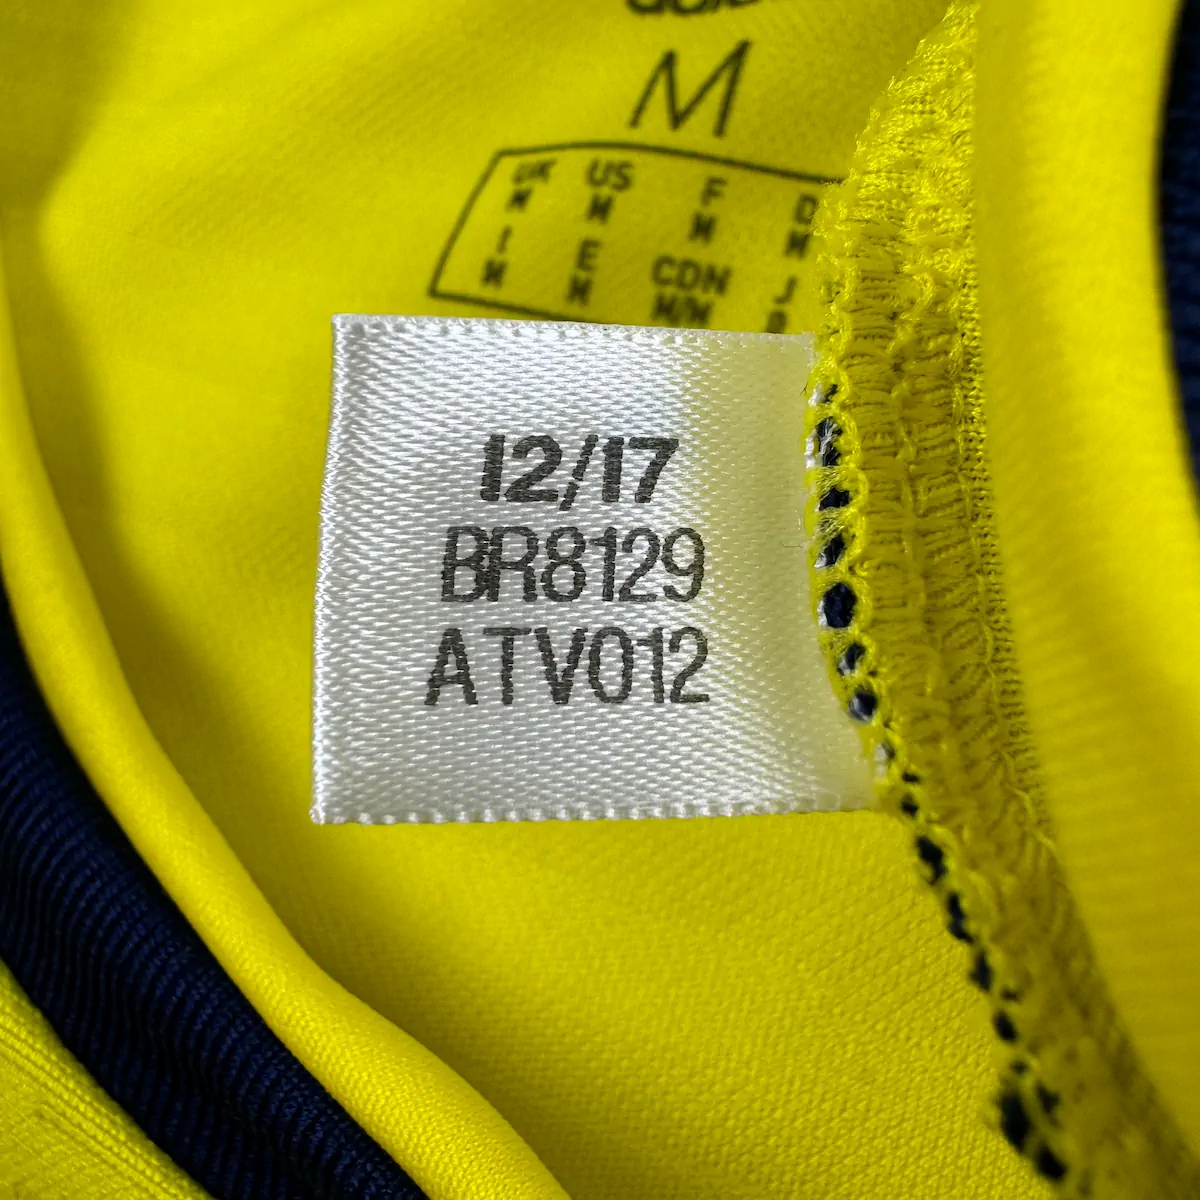 M
UK US F D
M M M M
I E CDN J
M M M/M
12/17
BR8129
ATV012